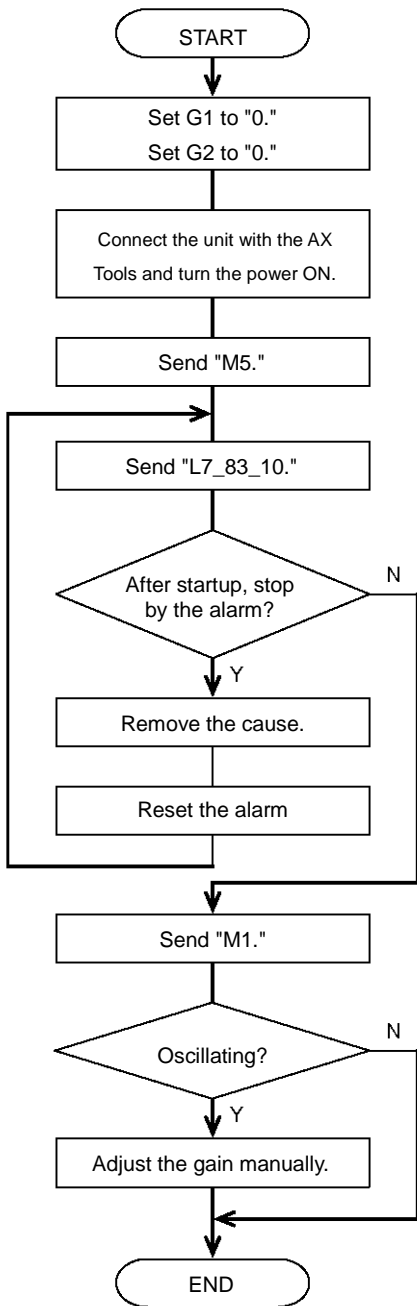 START
Set G1 to "0."
Set G2 to "0."
Connect the unit with the AX
Tools and turn the power ON.
Send "M5."
Send "L7_83_10."
After startup, stop
by the alarm?
N
Y
Remove the cause.
Reset the alarm
Send "M1."
Oscillating?
N
Y
Adjust the gain manually.
END